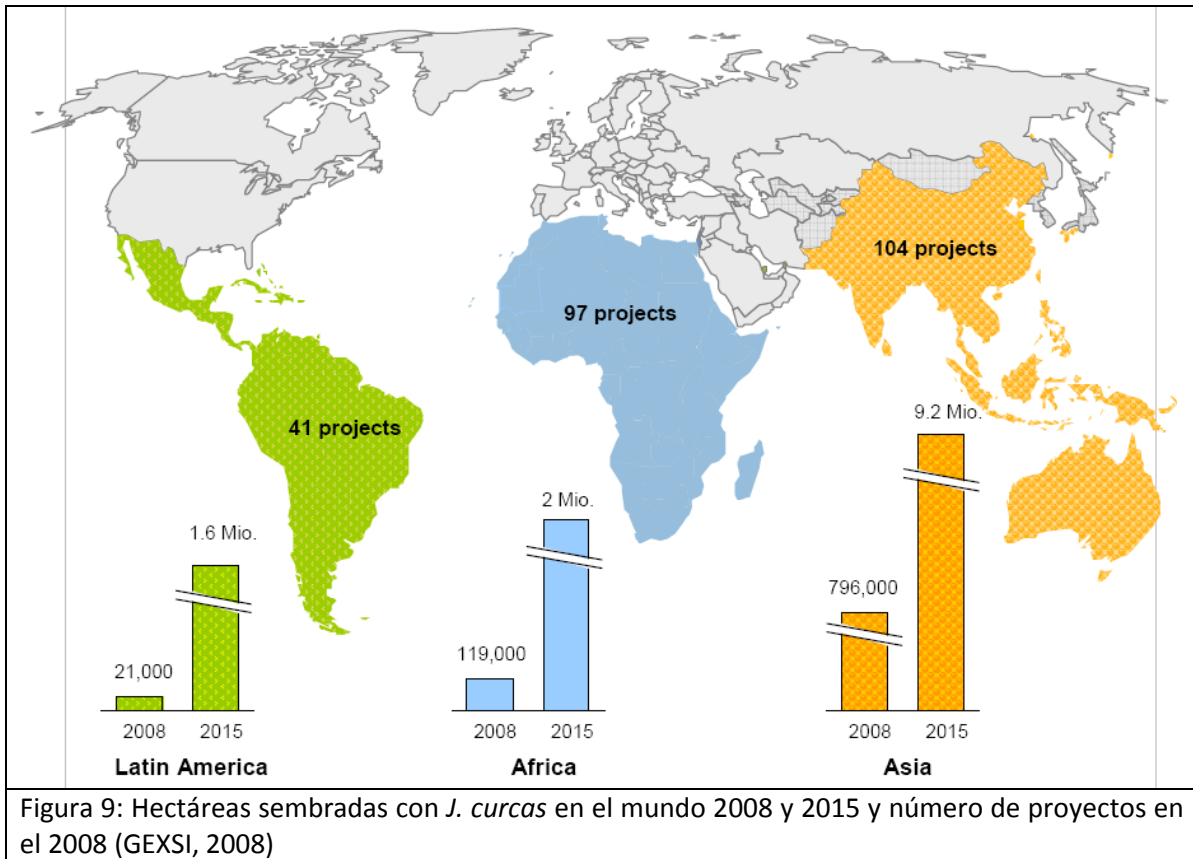 104 projects
97 projects
41 projects
9.2 Mio.
2 Mio.
1.6 Mio.
796,000
119,000
21,000
2008 2015
2008 2015
2008 2015
Latin America
Africa
Asia
Figura 9: Hectáreas sembradas con J. curcas en el mundo 2008 y 2015 y número de proyectos en
el 2008 (GEXSI, 2008)